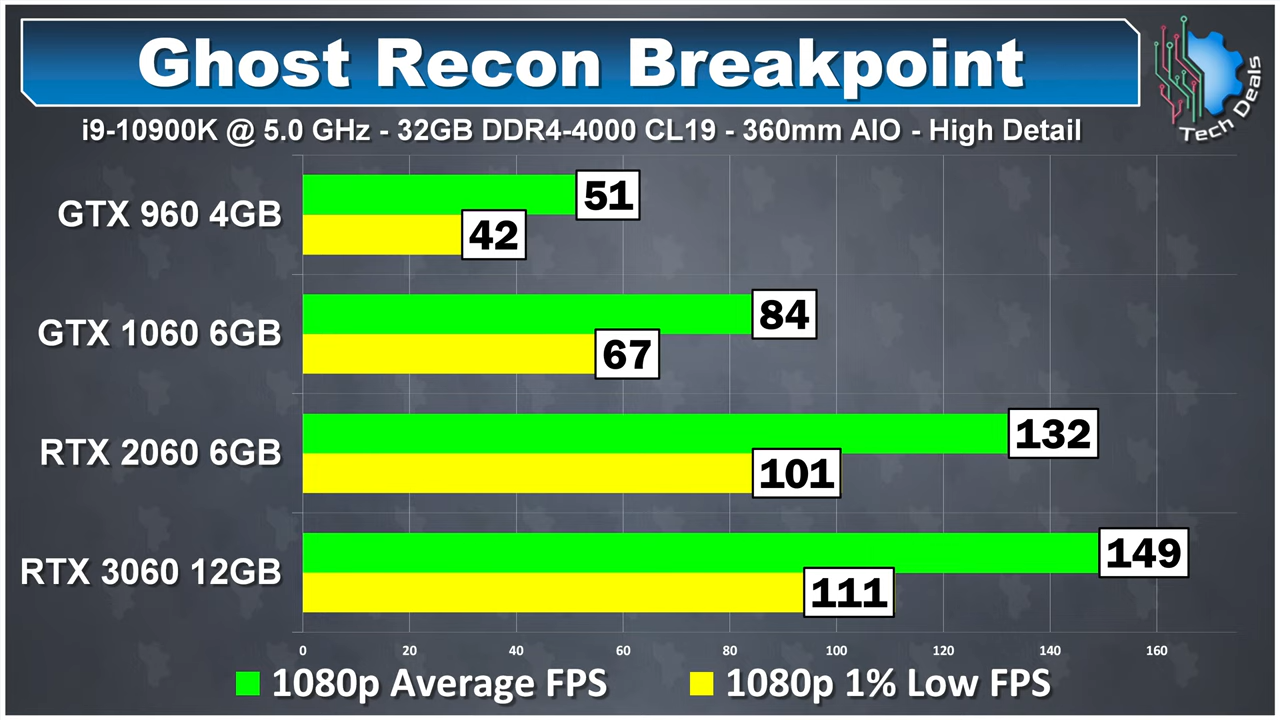 Ghost Recon Breakpoint
Tech Deals
i9-10900K @ 5.0 GHz - 32GB DDR4-4000 CL19 - 360mm AIO - High Detail
GTX 960 4GB
51
42
GTX 1060 6GB
84
67
RTX 2060 6GB
132
101
RTX 3060 12GB
149
111
0 20 40 60 80 100 120 140 160
1080p Average FPS 1080p 1% Low FPS